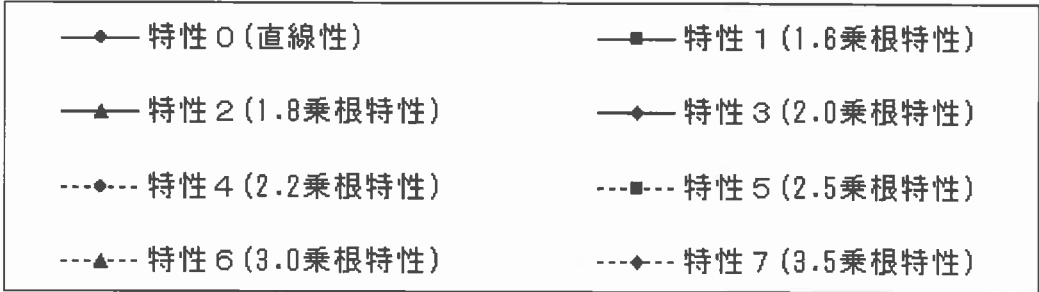 特性０(直線性)
特性１(1.6乗根特性)
特性２(1.8乗根特性)
特性３(2.0乗根特性)
特性４(2.2乗根特性)
特性５(2.5乗根特性)
特性６(3.0乗根特性)
特性７(3.5乗根特性)